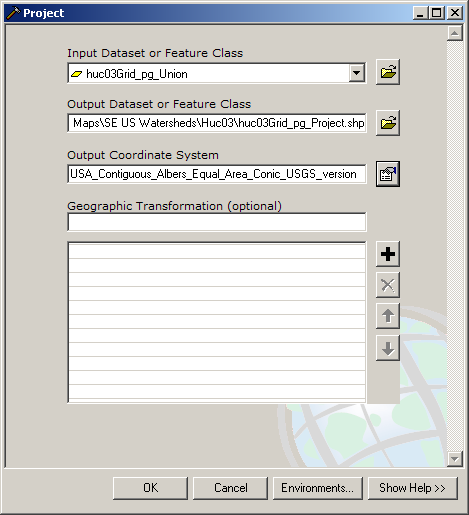 Project
Input Dataset or Feature Class
huc03Grid_pg_Union
Output Dataset or Feature Class
Maps\SE US Watersheds\Huc03\huc03Grid_pg_Project.shp
Output Coordinate System
USA_Contiguous_Albers_Equal_Area_Conic_USGS_version
Geographic Transformation (optional)
OK Cancel Environments... Show Help >>